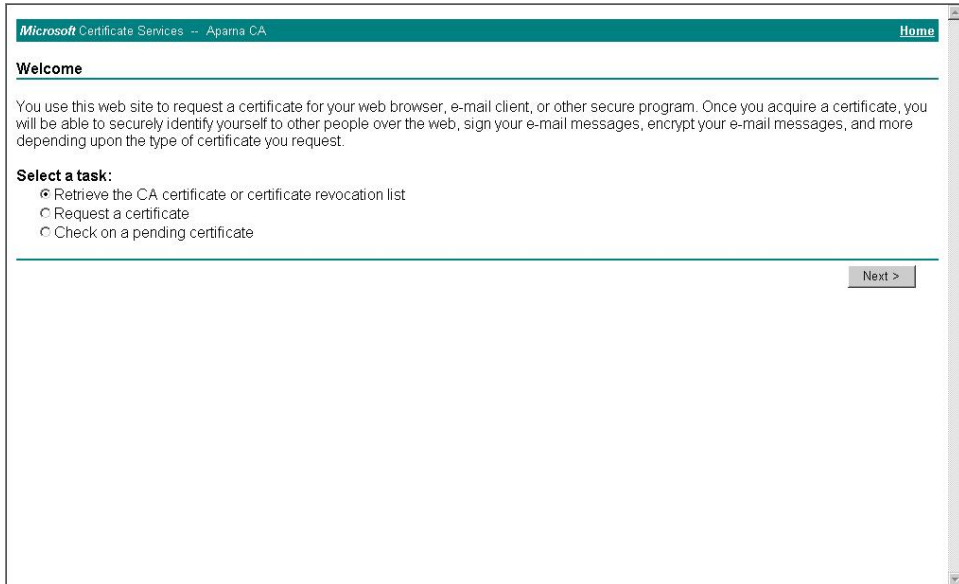 Microsoft Certificate Services -- Aparna CA Home
Welcome
You use this web site to request a certificate for your web browser, e-mail client, or other secure program. Once you acquire a certificate, you
will be able to securely identify yourself to other people over the web, sign your e-mail messages, encrypt your e-mail messages, and more
depending upon the type of certificate you request.
Select a task:
Retrieve the CA certificate or certificate revocation list
Request a certificate
Check on a pending certificate
Next >